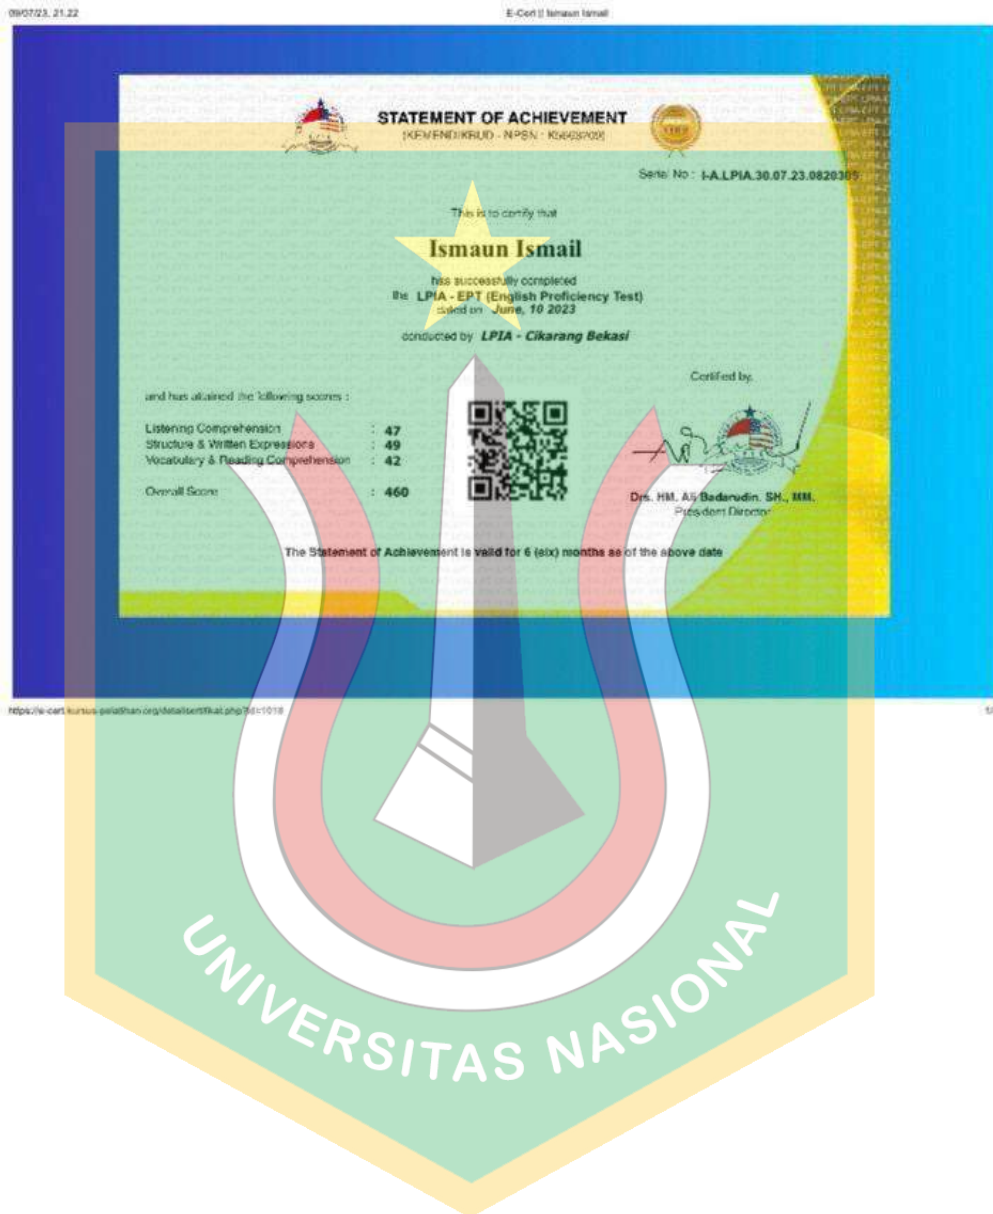 09/07/23, 21.22
E-Cert || Ismaun Ismail
STATEMENT OF ACHIEVEMENT
(KEMENDIKBUD - NPSN : K5663709)
Serial No : I-A.LPIA.30.07.23.0820305
This is to certify that
Ismaun Ismail
has successfully completed
the LPIA - EPT (English Proficiency Test)
dated on June, 10 2023
conducted by LPIA - Cikarang Bekasi
and has attained the following scores :
Listening Comprehension : 47
Structure & Written Expressions : 49
Vocabulary & Reading Comprehension : 42
Overall Score : 460
Certified by,
Drs. HM. Ali Badarudin. SH., MM.
President Director
The Statement of Achievement is valid for 6 (six) months as of the above date
https://e-cert.kursus-pelatihan.org/detailsertifikat.php?id=1018
UNIVERSITAS NASIONAL